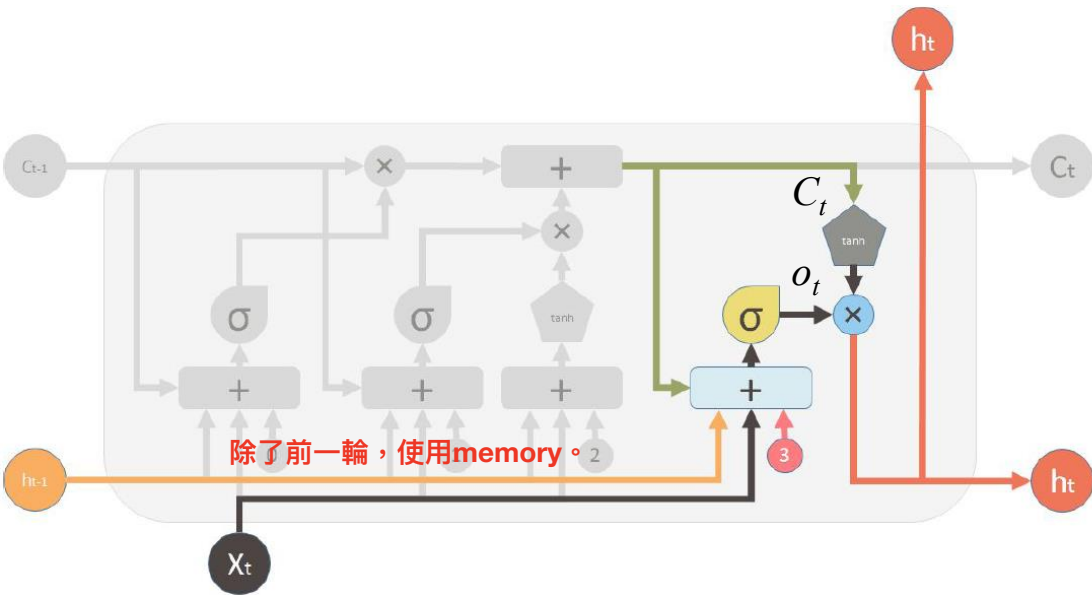 ht
Ct-1
×
+
Ct
Ct
tanh
×
ot
σ
σ
tanh
σ
×
+
+
+
+
除了前一輪，使用memory。
0
2
3
ht-1
ht
Xt